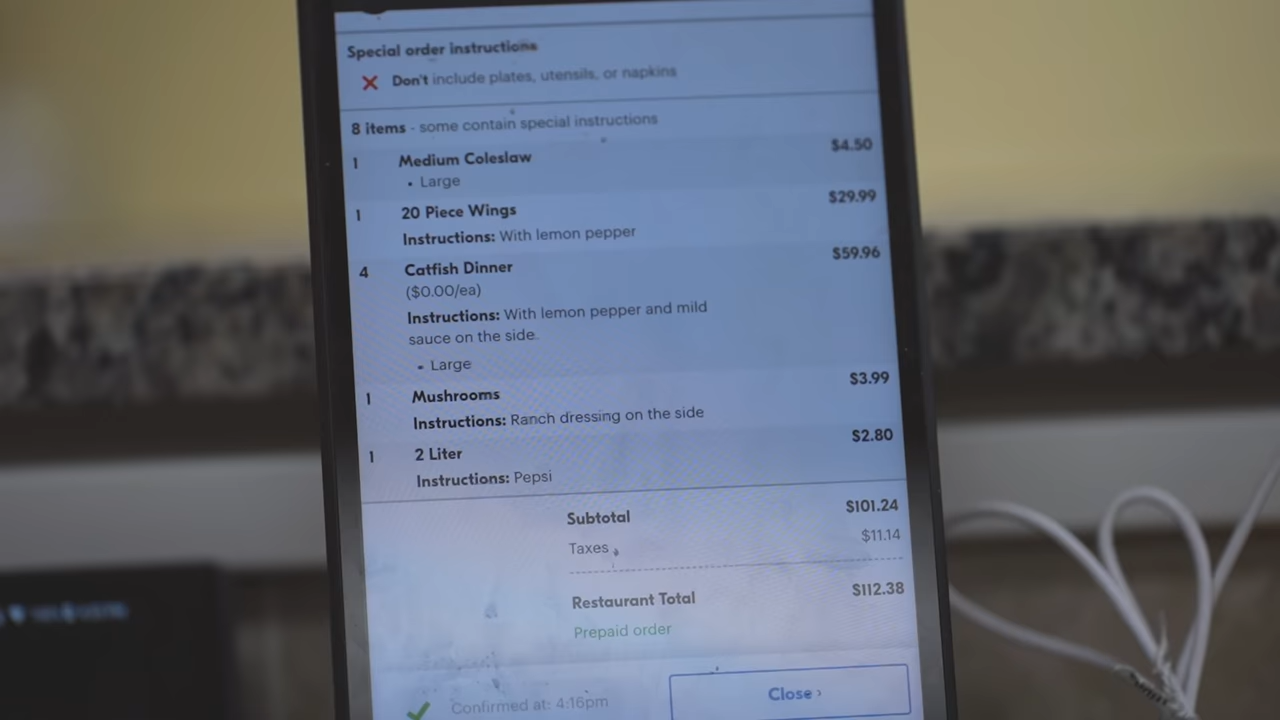 Special order instructions
✕ Don't include plates, utensils, or napkins
8 items - some contain special instructions
1 Medium Coleslaw $4.50
• Large
1 20 Piece Wings $29.99
Instructions: With lemon pepper
4 Catfish Dinner $59.96
($0.00/ea)
Instructions: With lemon pepper and mild
sauce on the side.
• Large
1 Mushrooms $3.99
Instructions: Ranch dressing on the side
1 2 Liter $2.80
Instructions: Pepsi
Subtotal $101.24
Taxes $11.14
Restaurant Total $112.38
Prepaid order
✓ Confirmed at: 4:16pm
Close ›